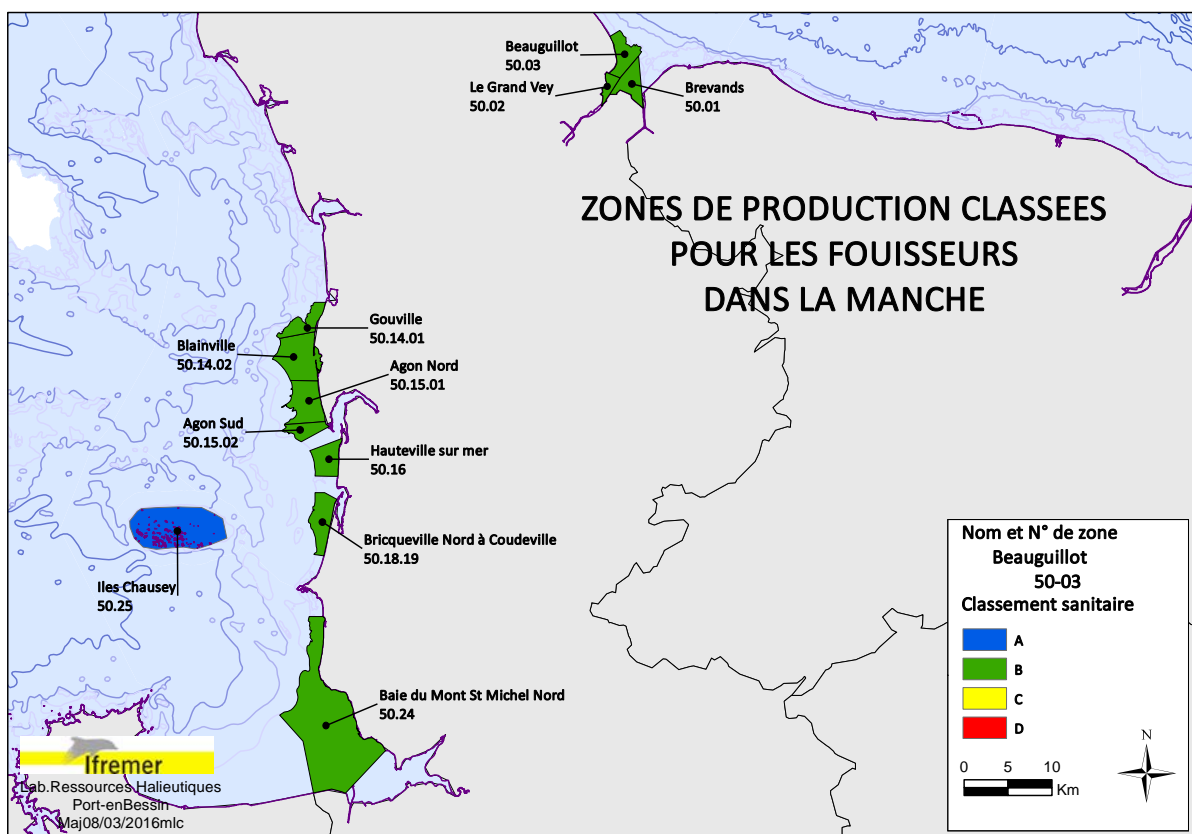 Beauguillot
50.03
Le Grand Vey
50.02
Brevands
50.01
ZONES DE PRODUCTION CLASSEES
POUR LES FOUISSEURS
DANS LA MANCHE
Gouville
50.14.01
Blainville
50.14.02
Agon Nord
50.15.01
Agon Sud
50.15.02
Hauteville sur mer
50.16
Bricqueville Nord à Coudeville
50.18.19
Iles Chausey
50.25
Baie du Mont St Michel Nord
50.24
Nom et N° de zone
Beauguillot
50-03
Classement sanitaire
A
B
C
D
0 5 10
Km
N
Ifremer
Lab.Ressources Halieutiques
Port-enBessin
Maj08/03/2016mlc